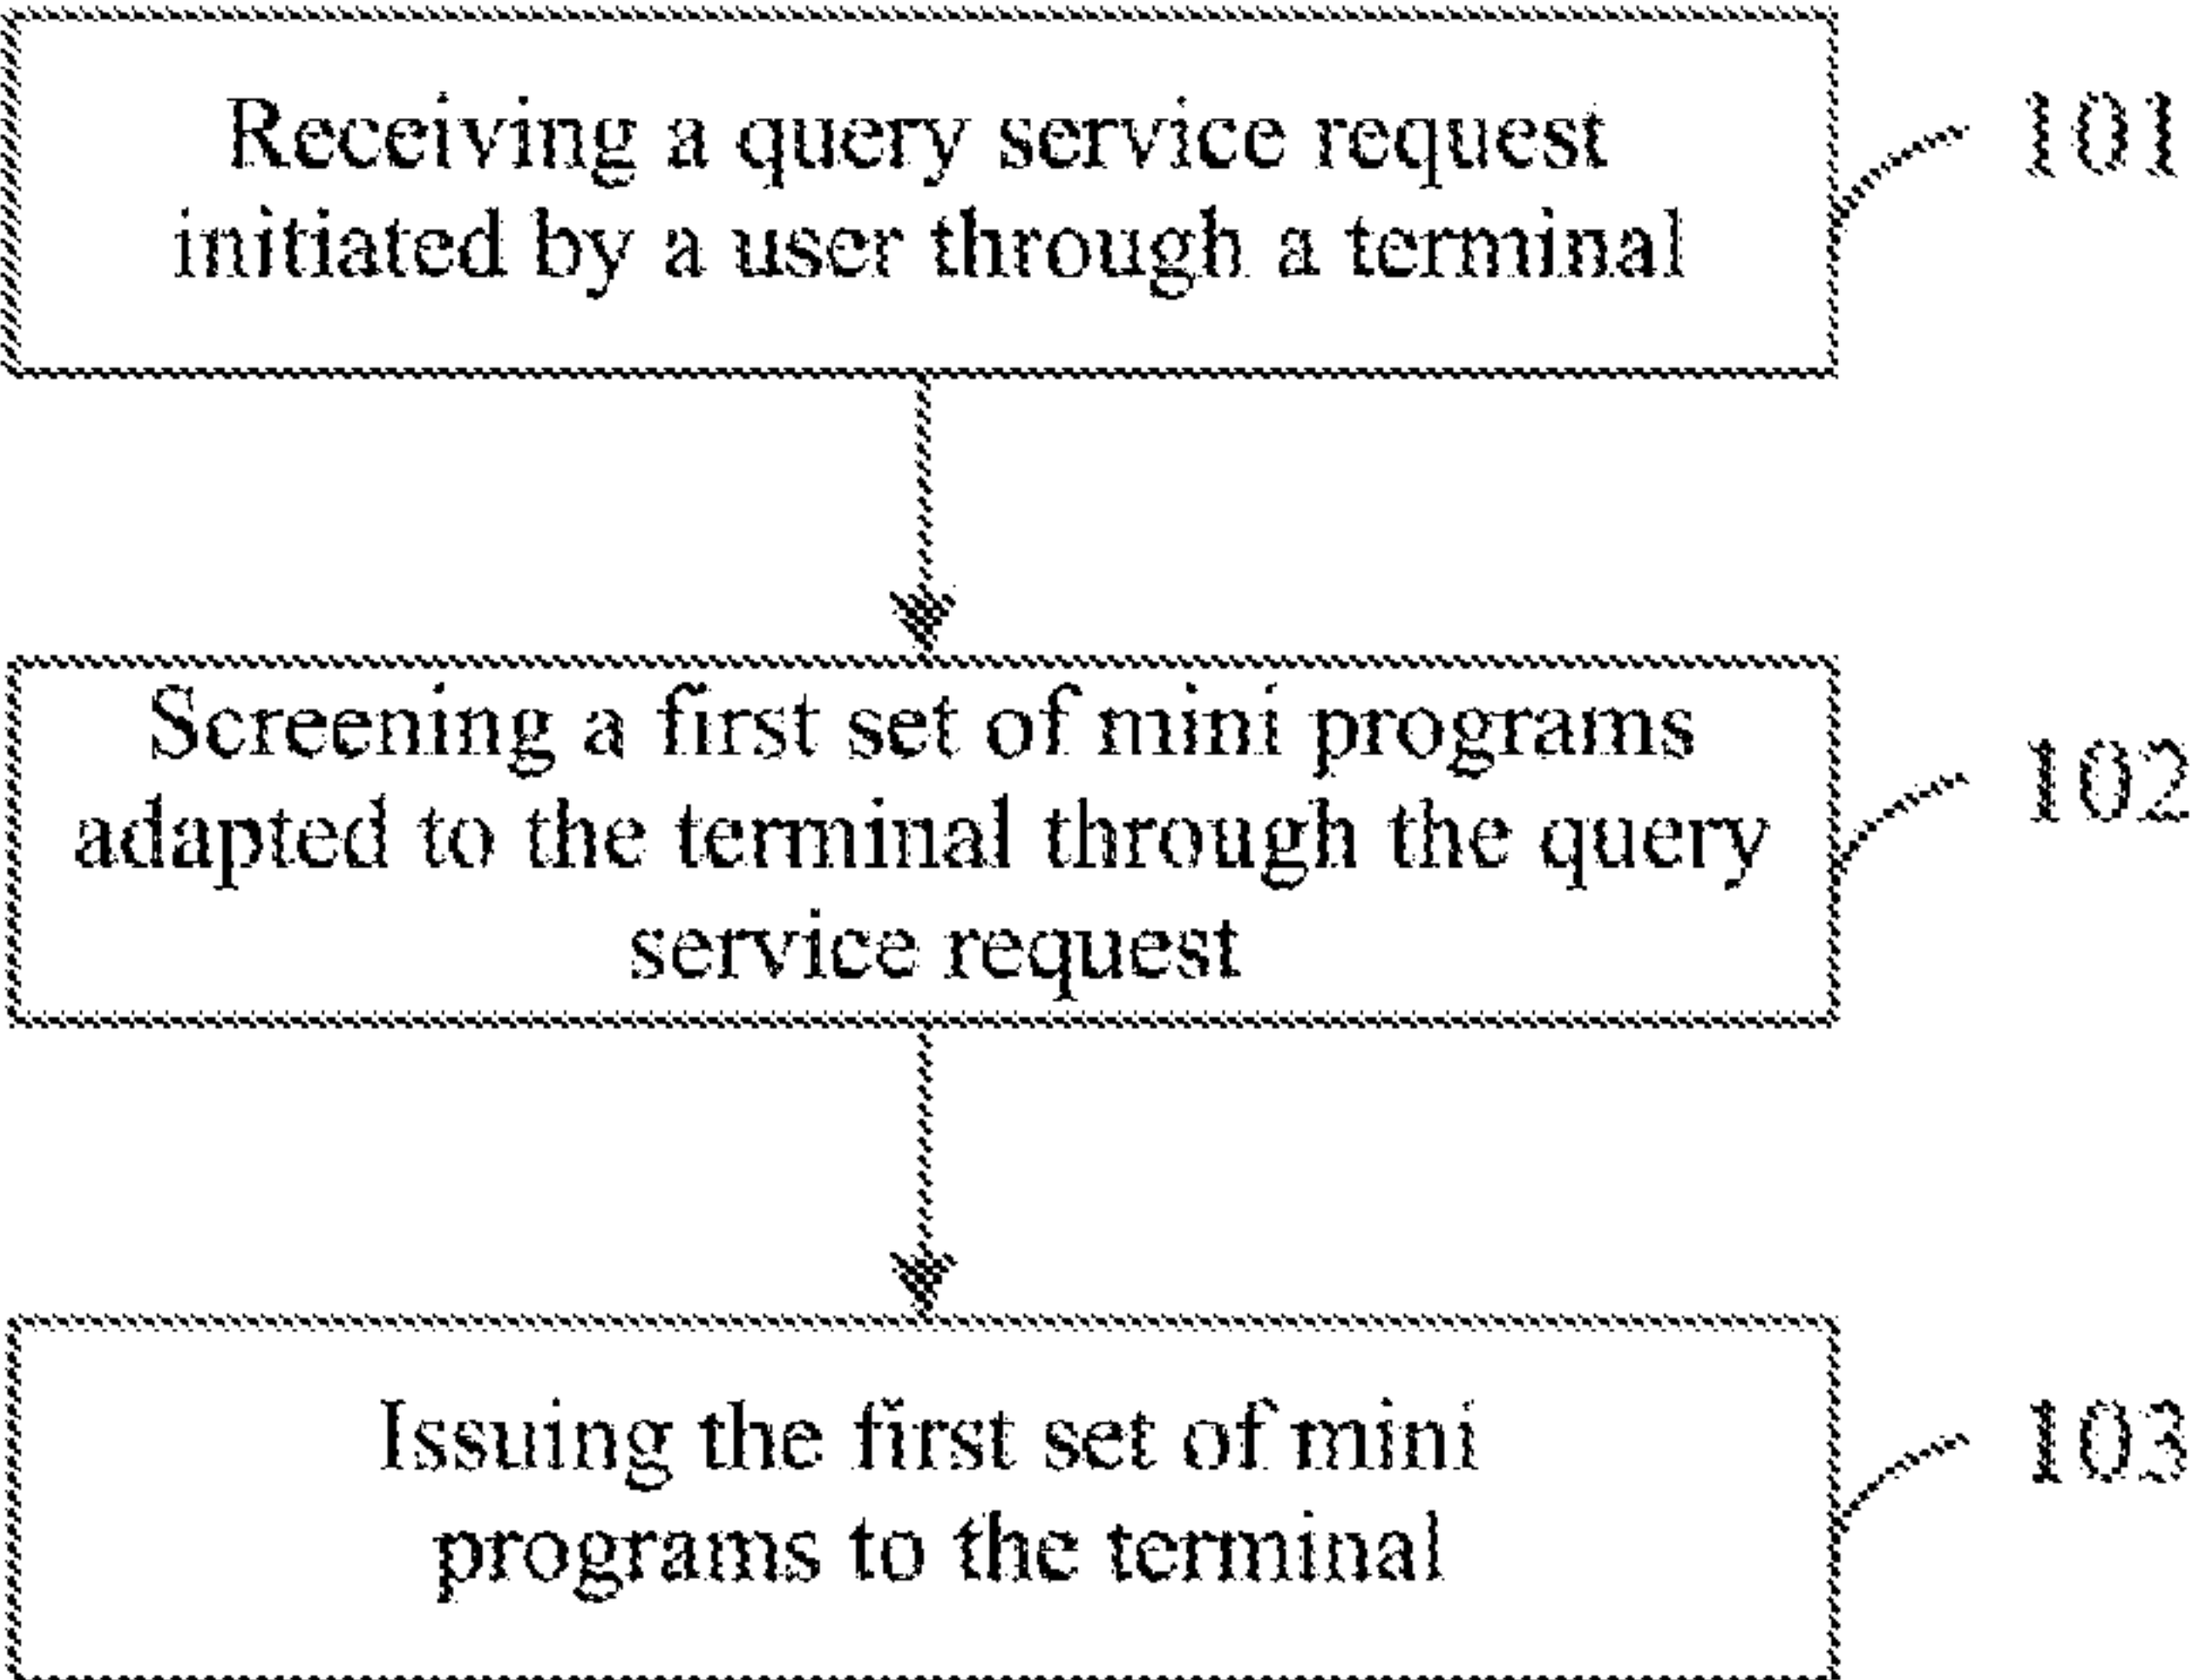 Receiving a query service request
initiated by a user through a terminal
101
Screening a first set of mini programs
adapted to the terminal through the query
service request
102
Issuing the first set of mini
programs to the terminal
103